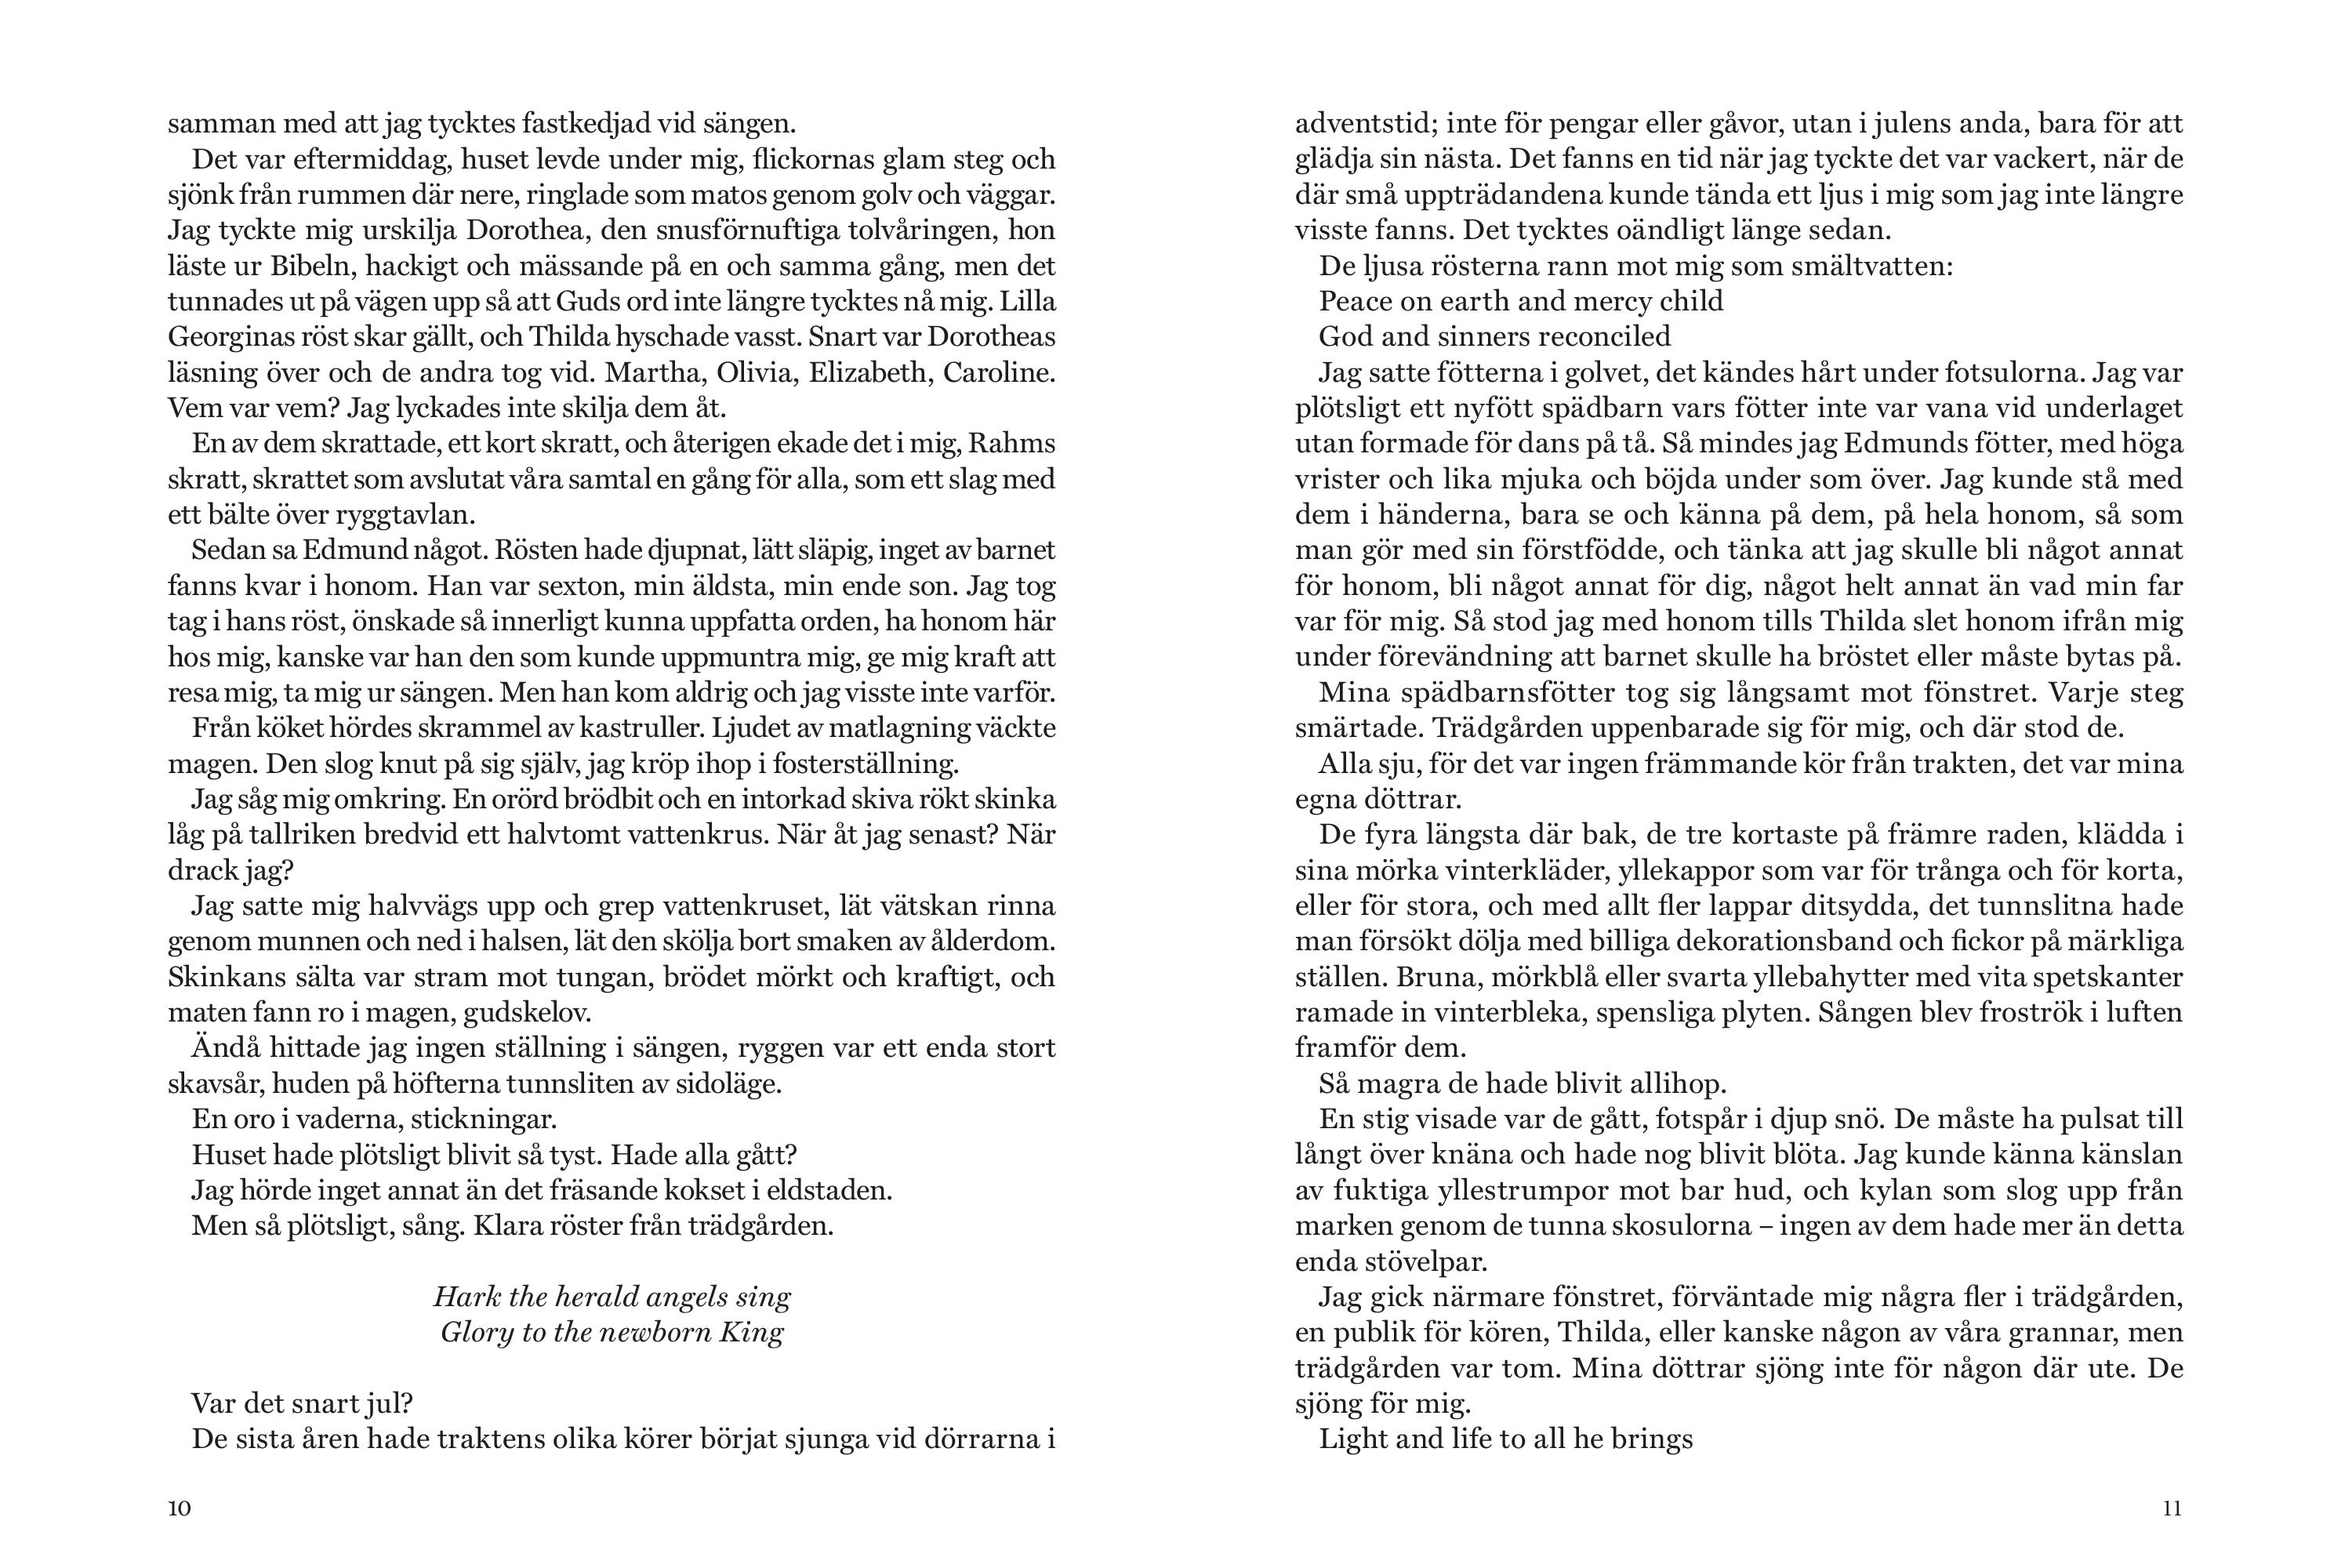 samman med att jag tycktes fastkedjad vid sängen.
Det var eftermiddag, huset levde under mig, flickornas glam steg och
sjönk från rummen där nere, ringlade som matos genom golv och väggar.
Jag tyckte mig urskilja Dorothea, den snusförnuftiga tolvåringen, hon
läste ur Bibeln, hackigt och mässande på en och samma gång, men det
tunnades ut på vägen upp så att Guds ord inte längre tycktes nå mig. Lilla
Georginas röst skar gällt, och Thilda hyschade vasst. Snart var Dorotheas
läsning över och de andra tog vid. Martha, Olivia, Elizabeth, Caroline.
Vem var vem? Jag lyckades inte skilja dem åt.
En av dem skrattade, ett kort skratt, och återigen ekade det i mig, Rahms
skratt, skrattet som avslutat våra samtal en gång för alla, som ett slag med
ett bälte över ryggtavlan.
Sedan sa Edmund något. Rösten hade djupnat, lätt släpig, inget av barnet
fanns kvar i honom. Han var sexton, min äldsta, min ende son. Jag tog
tag i hans röst, önskade så innerligt kunna uppfatta orden, ha honom här
hos mig, kanske var han den som kunde uppmuntra mig, ge mig kraft att
resa mig, ta mig ur sängen. Men han kom aldrig och jag visste inte varför.
Från köket hördes skrammel av kastruller. Ljudet av matlagning väckte
magen. Den slog knut på sig själv, jag kröp ihop i fosterställning.
Jag såg mig omkring. En orörd brödbit och en intorkad skiva rökt skinka
låg på tallriken bredvid ett halvtomt vattenkrus. När åt jag senast? När
drack jag?
Jag satte mig halvvägs upp och grep vattenkruset, lät vätskan rinna
genom munnen och ned i halsen, lät den skölja bort smaken av ålderdom.
Skinkans sälta var stram mot tungan, brödet mörkt och kraftigt, och
maten fann ro i magen, gudskelov.
Ändå hittade jag ingen ställning i sängen, ryggen var ett enda stort
skavsår, huden på höfterna tunnsliten av sidoläge.
En oro i vaderna, stickningar.
Huset hade plötsligt blivit så tyst. Hade alla gått?
Jag hörde inget annat än det fräsande kokset i eldstaden.
Men så plötsligt, sång. Klara röster från trädgården.
Hark the herald angels sing
Glory to the newborn King
Var det snart jul?
De sista åren hade traktens olika körer börjat sjunga vid dörrarna i
10
adventstid; inte för pengar eller gåvor, utan i julens anda, bara för att
glädja sin nästa. Det fanns en tid när jag tyckte det var vackert, när de
där små uppträdandena kunde tända ett ljus i mig som jag inte längre
visste fanns. Det tycktes oändligt länge sedan.
De ljusa rösterna rann mot mig som smältvatten:
Peace on earth and mercy child
God and sinners reconciled
Jag satte fötterna i golvet, det kändes hårt under fotsulorna. Jag var
plötsligt ett nyfött spädbarn vars fötter inte var vana vid underlaget
utan formade för dans på tå. Så mindes jag Edmunds fötter, med höga
vrister och lika mjuka och böjda under som över. Jag kunde stå med
dem i händerna, bara se och känna på dem, på hela honom, så som
man gör med sin förstfödde, och tänka att jag skulle bli något annat
för honom, bli något annat för dig, något helt annat än vad min far
var för mig. Så stod jag med honom tills Thilda slet honom ifrån mig
under förevändning att barnet skulle ha bröstet eller måste bytas på.
Mina spädbarnsfötter tog sig långsamt mot fönstret. Varje steg
smärtade. Trädgården uppenbarade sig för mig, och där stod de.
Alla sju, för det var ingen främmande kör från trakten, det var mina
egna döttrar.
De fyra längsta där bak, de tre kortaste på främre raden, klädda i
sina mörka vinterkläder, yllekappor som var för trånga och för korta,
eller för stora, och med allt fler lappar ditsydda, det tunnslitna hade
man försökt dölja med billiga dekorationsband och fickor på märkliga
ställen. Bruna, mörkblå eller svarta yllebahytter med vita spetskanter
ramade in vinterbleka, spensliga plyten. Sången blev froströk i luften
framför dem.
Så magra de hade blivit allihop.
En stig visade var de gått, fotspår i djup snö. De måste ha pulsat till
långt över knäna och hade nog blivit blöta. Jag kunde känna känslan
av fuktiga yllestrumpor mot bar hud, och kylan som slog upp från
marken genom de tunna skosulorna – ingen av dem hade mer än detta
enda stövelpar.
Jag gick närmare fönstret, förväntade mig några fler i trädgården,
en publik för kören, Thilda, eller kanske någon av våra grannar, men
trädgården var tom. Mina döttrar sjöng inte för någon där ute. De
sjöng för mig.
Light and life to all he brings
11